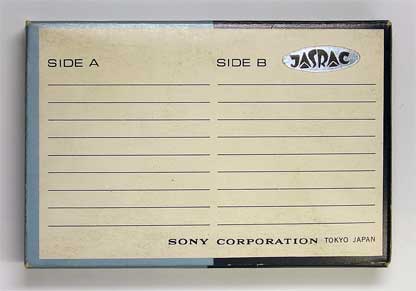 SIDE A SIDE B JASRAC
SONY CORPORATION TOKYO JAPAN